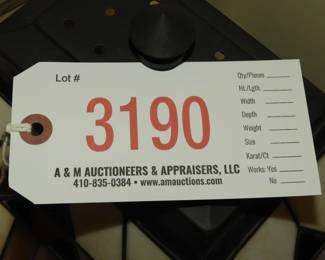 Lot #
3190
Qty/Pieces
Ht./Lgth.
Width
Depth
Weight
Size
Karat/Ct.
Works: Yes
No
A & M AUCTIONEERS & APPRAISERS, LLC
410-835-0384 • www.amauctions.com